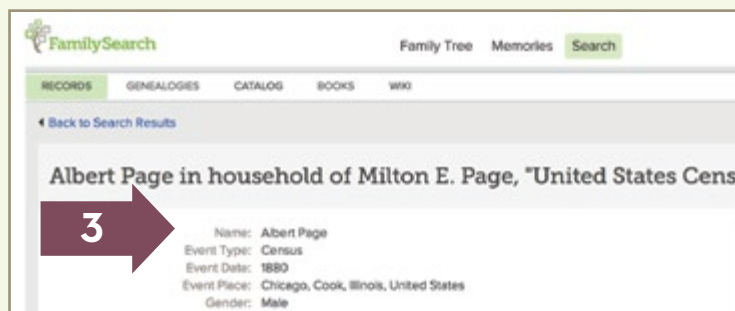 FamilySearch
Family Tree Memories Search
RECORDS GENEALOGIES CATALOG BOOKS WIKI
Back to Search Results
Albert Page in household of Milton E. Page, "United States Cens
3
Name: Albert Page
Event Type: Census
Event Date: 1880
Event Place: Chicago, Cook, Illinois, United States
Gender: Male